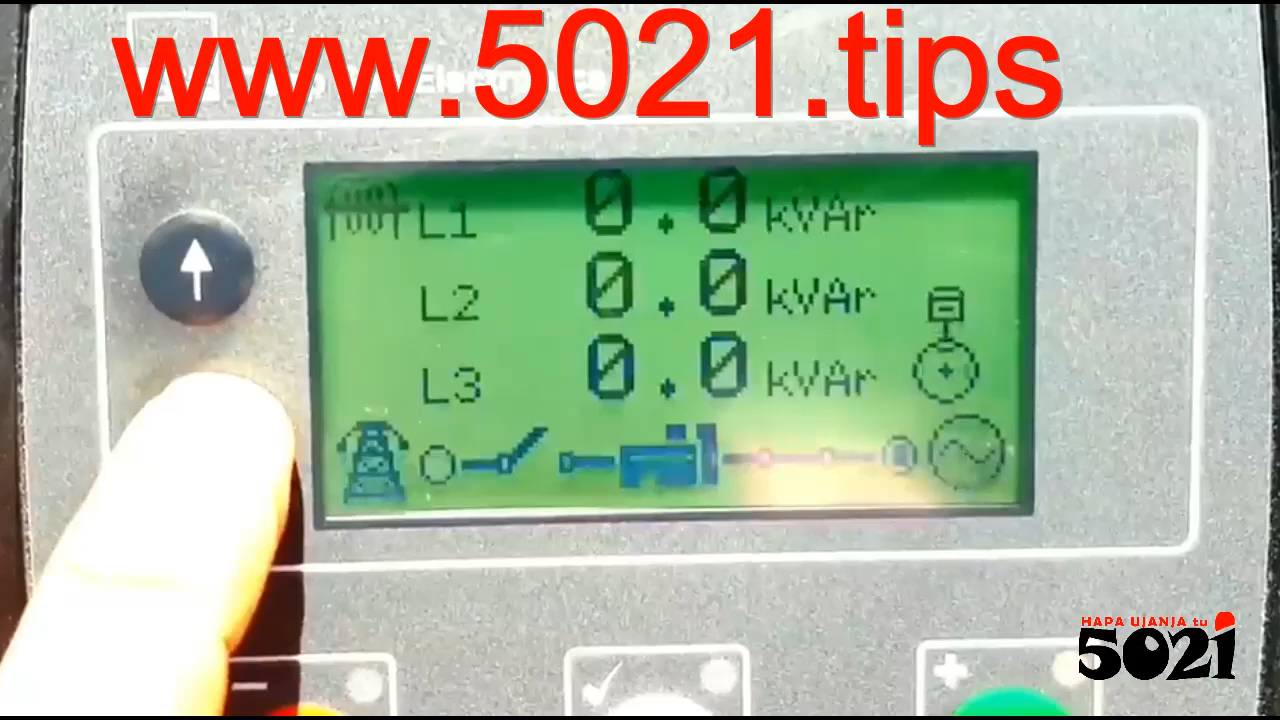 www.5021.tips
L1 0.0 kVAr
L2 0.0 kVAr
L3 0.0 kVAr
HAPA UJANJA tu
5021